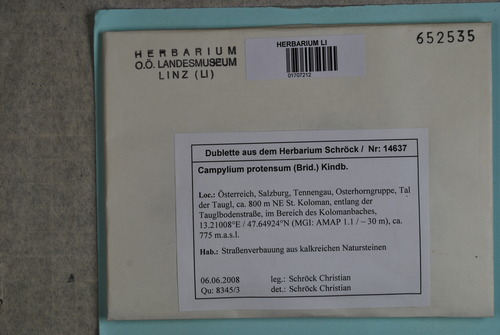 HERBARIUM
O.Ö. LANDESMUSEUM
LINZ (LI)
HERBARIUM LI
01707212
652535
Dublette aus dem Herbarium Schröck / Nr: 14637
Campylium protensum (Brid.) Kindb.
Loc.: Österreich, Salzburg, Tennengau, Osterhorngruppe, Tal
der Taugl, ca. 800 m NE St. Koloman, entlang der
Tauglbodenstraße, im Bereich des Kolomanbaches,
13.21008°E / 47.64924°N (MGI: AMAP 1.1 / ~ 30 m), ca.
775 m.a.s.l.
Hab.: Straßenverbauung aus kalkreichen Natursteinen
06.06.2008 leg.: Schröck Christian
Qu: 8345/3 det.: Schröck Christian